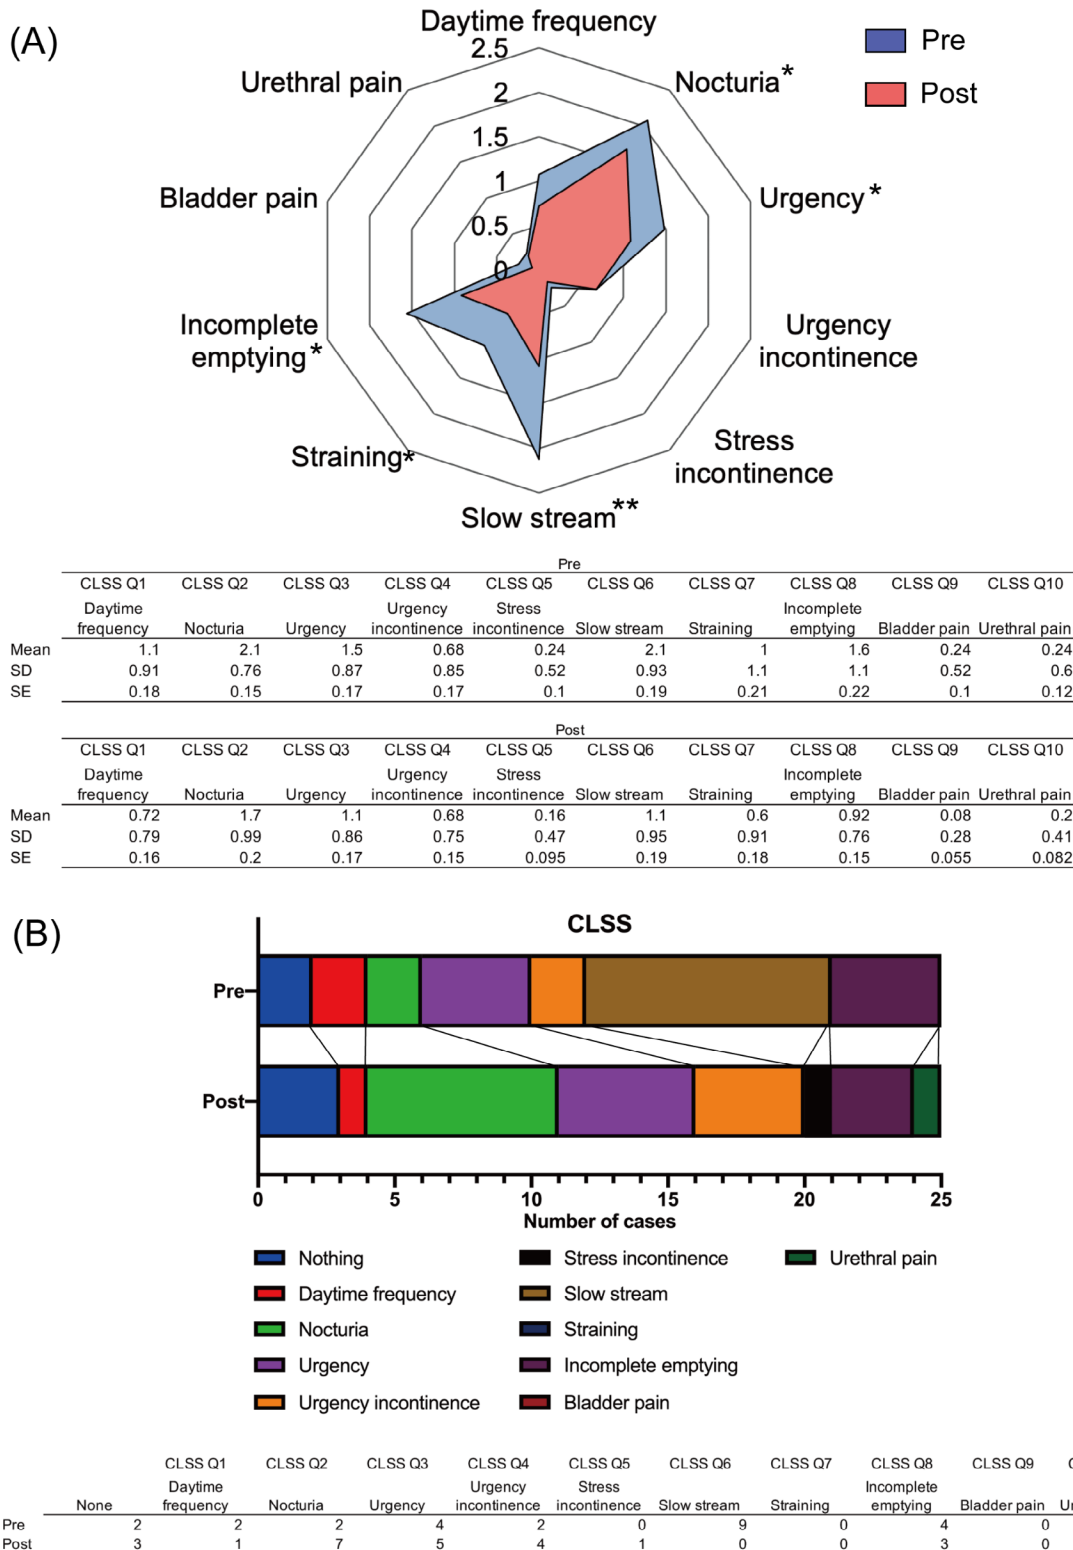 (A)
Daytime frequency
2.5
2
1.5
1
0.5
0
Pre
Post
Nocturia*
Urgency*
Urgency
incontinence
Stress
incontinence
Slow stream**
Straining*
Incomplete
emptying*
Bladder pain
Urethral pain
Pre
CLSS Q1 CLSS Q2 CLSS Q3 CLSS Q4 CLSS Q5 CLSS Q6 CLSS Q7 CLSS Q8 CLSS Q9 CLSS Q10
Daytime Urgency Stress Incomplete
frequency Nocturia Urgency incontinence incontinence Slow stream Straining emptying Bladder pain Urethral pain
Mean 1.1 2.1 1.5 0.68 0.24 2.1 1 1.6 0.24 0.24
SD 0.91 0.76 0.87 0.85 0.52 0.93 1.1 1.1 0.52 0.6
SE 0.18 0.15 0.17 0.17 0.1 0.19 0.21 0.22 0.1 0.12
Post
CLSS Q1 CLSS Q2 CLSS Q3 CLSS Q4 CLSS Q5 CLSS Q6 CLSS Q7 CLSS Q8 CLSS Q9 CLSS Q10
Daytime Urgency Stress Incomplete
frequency Nocturia Urgency incontinence incontinence Slow stream Straining emptying Bladder pain Urethral pain
Mean 0.72 1.7 1.1 0.68 0.16 1.1 0.6 0.92 0.08 0.2
SD 0.79 0.99 0.86 0.75 0.47 0.95 0.91 0.76 0.28 0.41
SE 0.16 0.2 0.17 0.15 0.095 0.19 0.18 0.15 0.055 0.082
(B)
CLSS
Pre
Post
0 5 10 15 20 25
Number of cases
Nothing Stress incontinence Urethral pain
Daytime frequency Slow stream
Nocturia Straining
Urgency Incomplete emptying
Urgency incontinence Bladder pain
CLSS Q1 CLSS Q2 CLSS Q3 CLSS Q4 CLSS Q5 CLSS Q6 CLSS Q7 CLSS Q8 CLSS Q9
Daytime Urgency Stress Incomplete
None frequency Nocturia Urgency incontinence incontinence Slow stream Straining emptying Bladder pain
Pre 2 2 2 4 2 0 9 0 4 0
Post 3 1 7 5 4 1 0 0 3 0